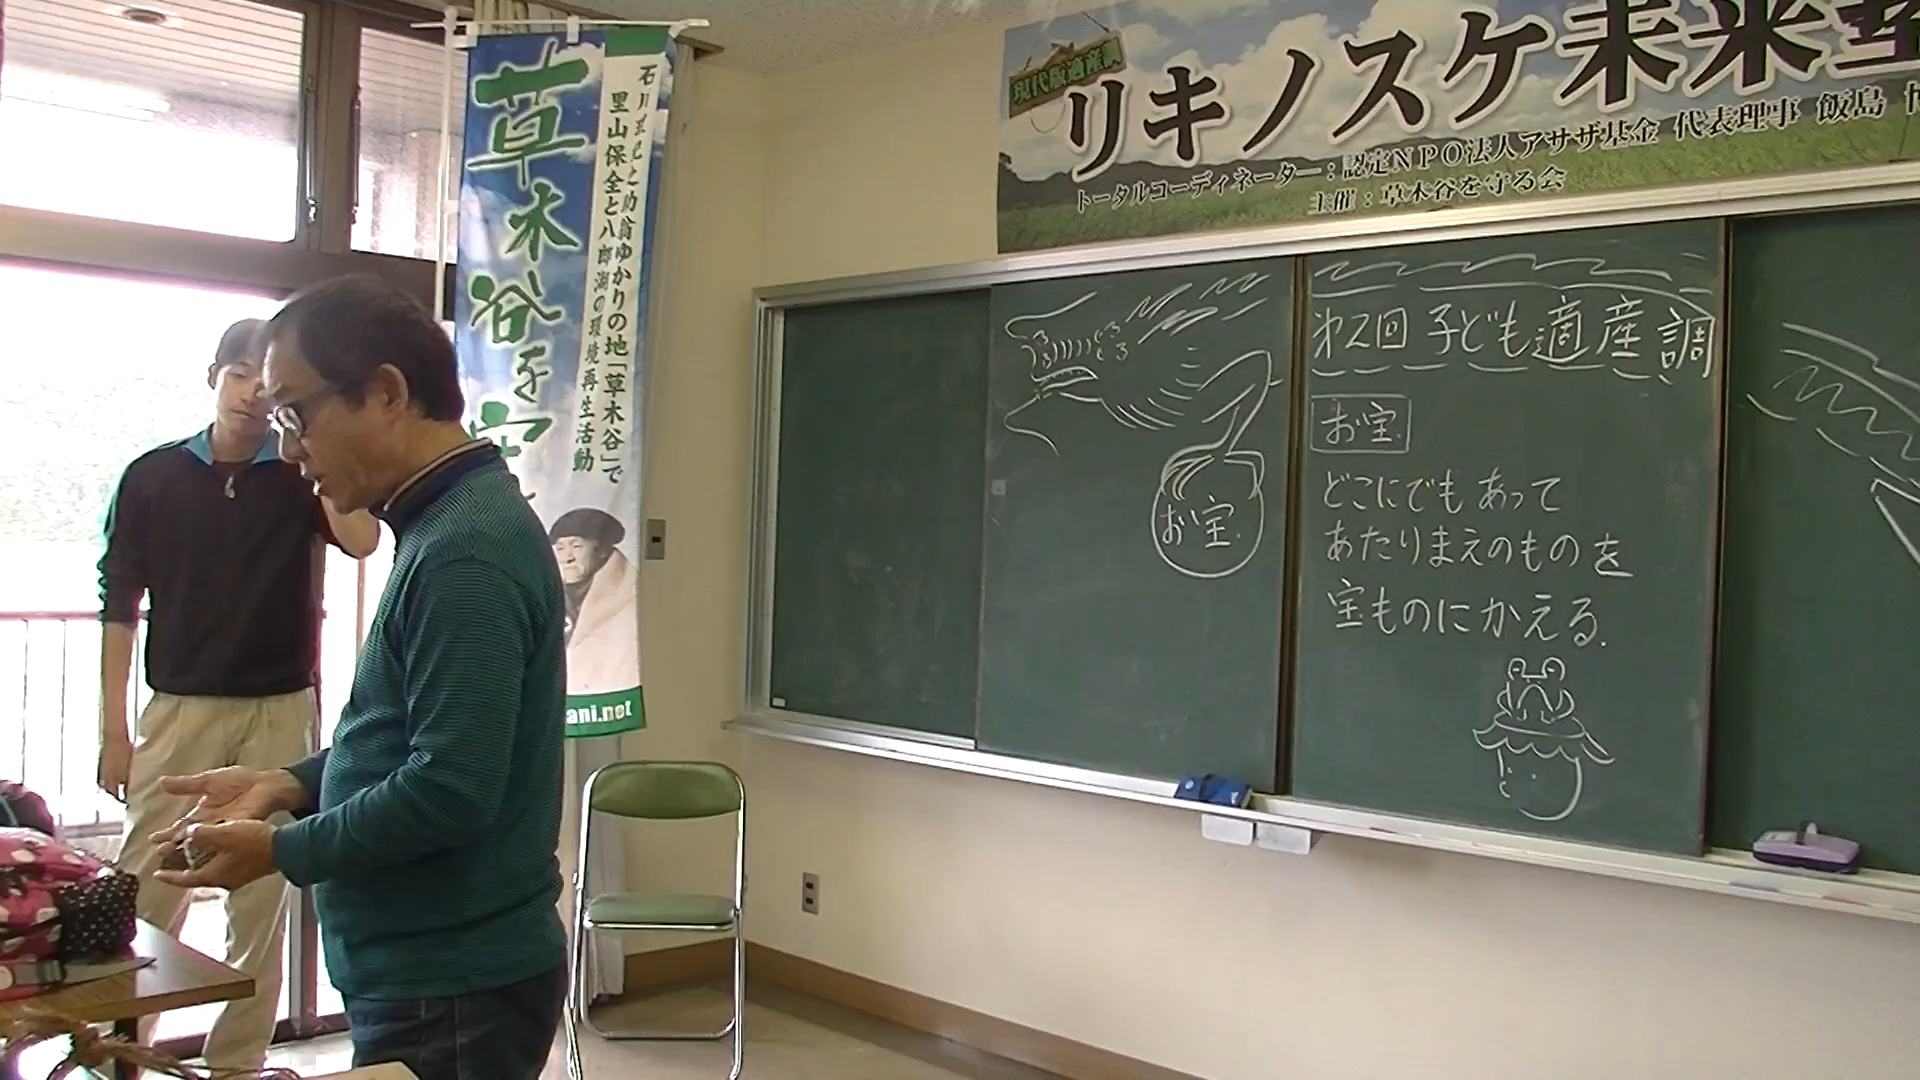 草木谷を守
石川理紀之助翁ゆかりの地「草木谷」で
里山保全と八郎湖の環境再生活動
ani.net
現代版適産調
リキノスケ未来塾
トータルコーディネーター：認定NPO法人アサザ基金 代表理事 飯島 博
主催：草木谷を守る会
お宝.
第2回 子ども適産調
お宝.
どこにでもあって
あたりまえのものを
宝ものにかえる.